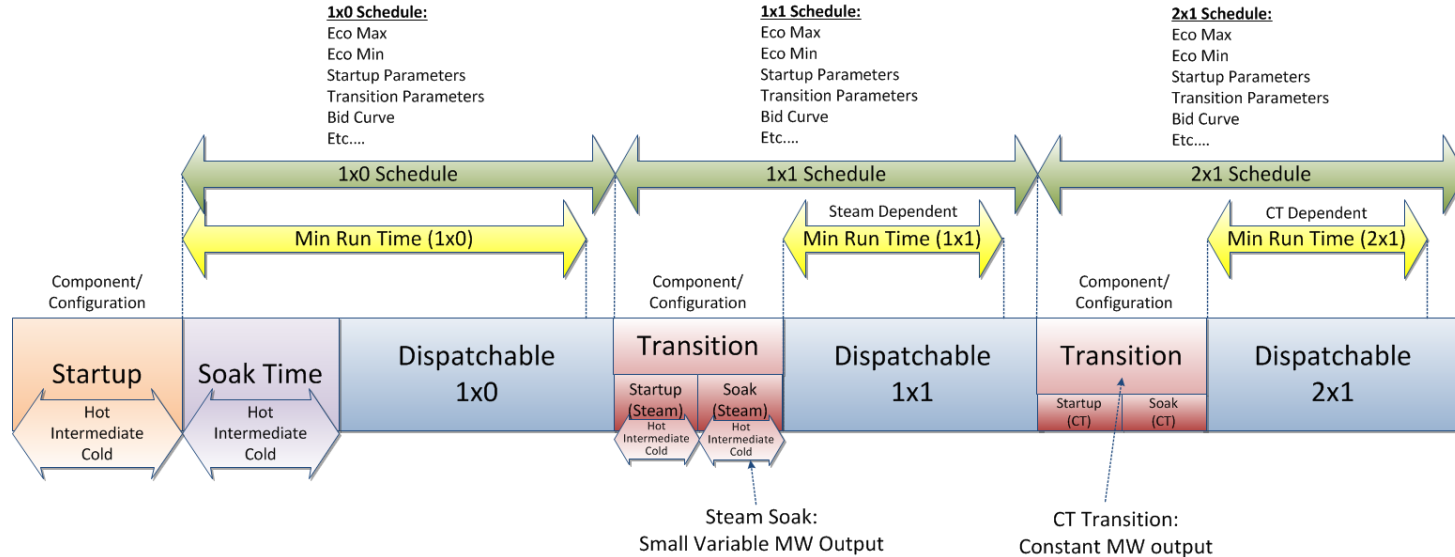 1x0 Schedule:
Eco Max
Eco Min
Startup Parameters
Transition Parameters
Bid Curve
Etc....
1x1 Schedule:
Eco Max
Eco Min
Startup Parameters
Transition Parameters
Bid Curve
Etc....
2x1 Schedule:
Eco Max
Eco Min
Startup Parameters
Transition Parameters
Bid Curve
Etc....
1x0 Schedule
1x1 Schedule
2x1 Schedule
Min Run Time (1x0)
Steam Dependent
Min Run Time (1x1)
CT Dependent
Min Run Time (2x1)
Component/
Configuration
Component/
Configuration
Component/
Configuration
Startup
Hot
Intermediate
Cold
Soak Time
Hot
Intermediate
Cold
Dispatchable
1x0
Transition
Startup
(Steam)
Hot
Intermediate
Cold
Soak
(Steam)
Hot
Intermediate
Cold
Dispatchable
1x1
Transition
Startup
(CT)
Soak
(CT)
Dispatchable
2x1
Steam Soak:
Small Variable MW Output
CT Transition:
Constant MW output